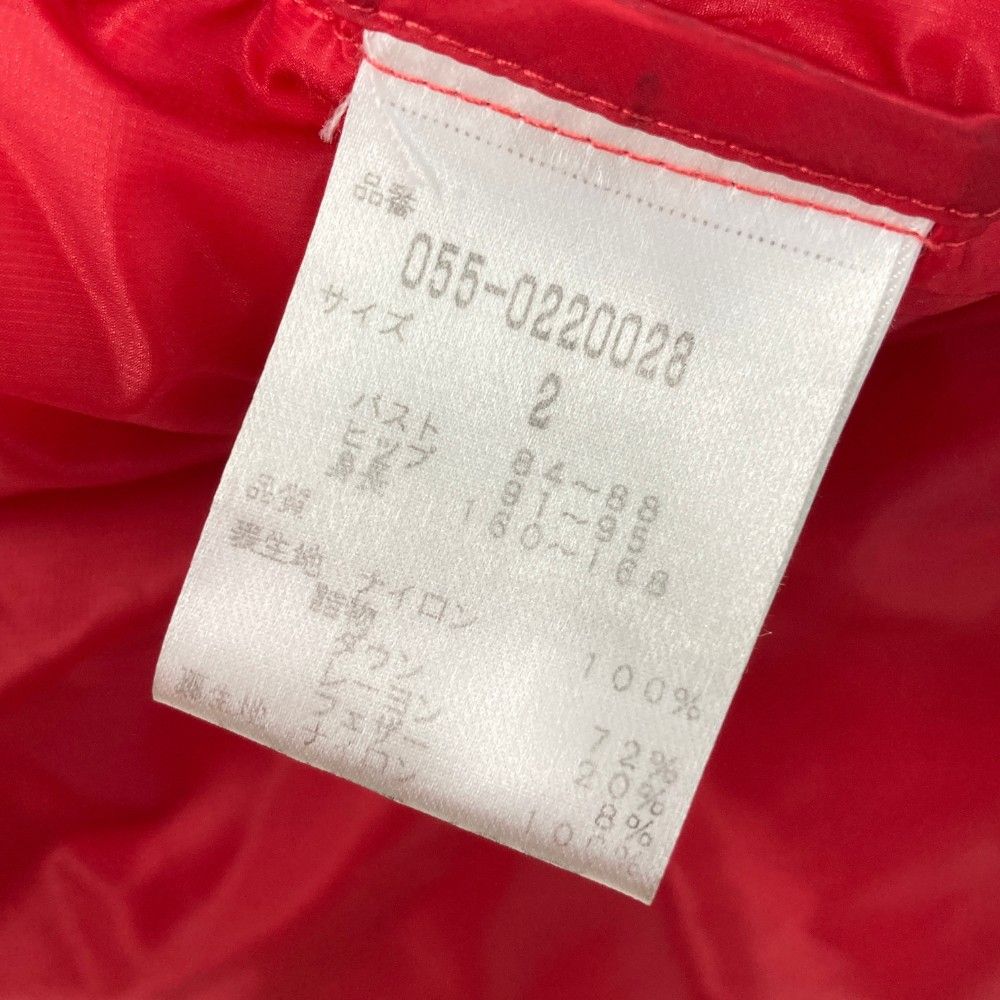 品番
055-0220028
サイズ 2
バスト 84～88
ヒップ 91～95
身長 160～168
品質
裏生地 ナイロン 100%
詰物
ダウン 72%
レーヨン 20%
フェザー 8%
ナイロン 100%